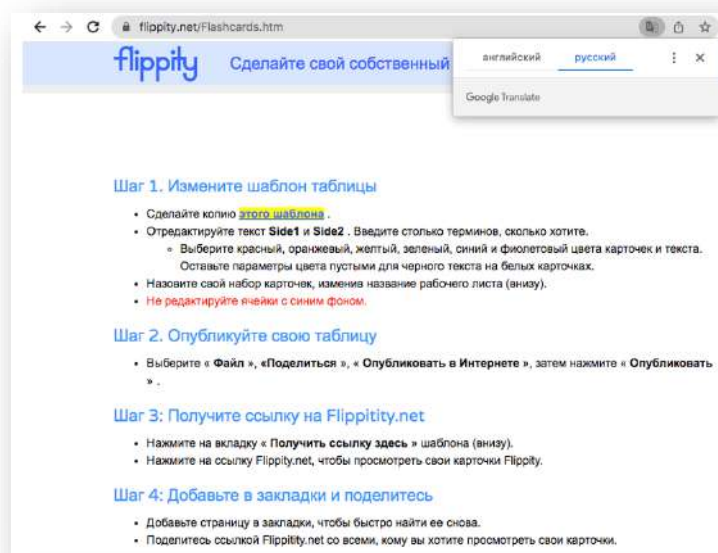 flippity.net/Flashcards.htm
flippity Сделайте свой собственный
английский русский
Google Translate
Шаг 1. Измените шаблон таблицы
• Сделайте копию этого шаблона .
• Отредактируйте текст Side1 и Side2 . Введите столько терминов, сколько хотите.
Выберите красный, оранжевый, желтый, зеленый, синий и фиолетовый цвета карточек и текста.
Оставьте параметры цвета пустыми для черного текста на белых карточках.
• Назовите свой набор карточек, изменив название рабочего листа (внизу).
• Не редактируйте ячейки с синим фоном.
Шаг 2. Опубликуйте свою таблицу
• Выберите « Файл », «Поделиться », « Опубликовать в Интернете », затем нажмите « Опубликовать
» .
Шаг 3: Получите ссылку на Flippitity.net
• Нажмите на вкладку « Получить ссылку здесь » шаблона (внизу).
• Нажмите на ссылку Flippity.net, чтобы просмотреть свои карточки Flippity.
Шаг 4: Добавьте в закладки и поделитесь
• Добавьте страницу в закладки, чтобы быстро найти ее снова.
• Поделитесь ссылкой Flippitity.net со всеми, кому вы хотите просмотреть свои карточки.